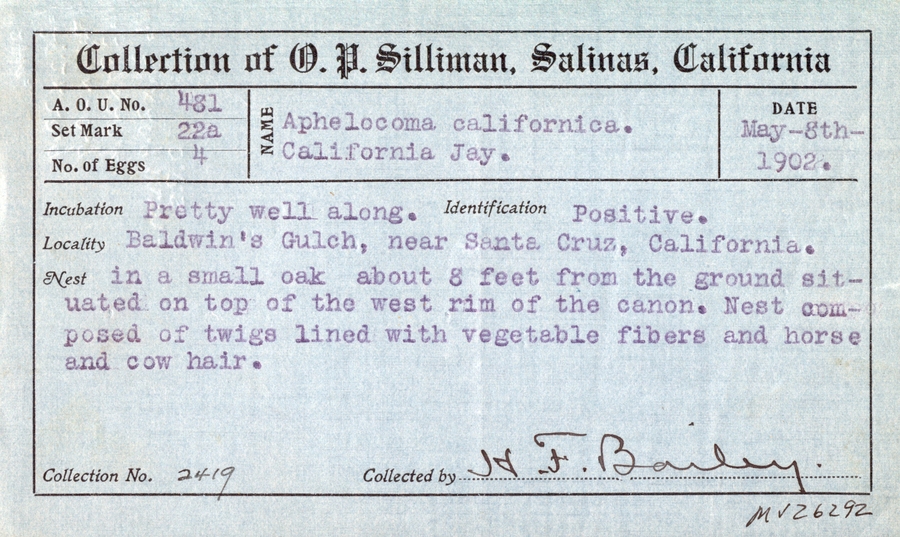 Collection of O. P. Silliman, Salinas, California
A. O. U. No. 481
Set Mark 22a
No. of Eggs 4
NAME
Aphelocoma californica.
California Jay.
DATE
May-8th-
1902.
Incubation Pretty well along. Identification Positive.
Locality Baldwin's Gulch, near Santa Cruz, California.
Nest in a small oak about 8 feet from the ground sit-
uated on top of the west rim of the canon. Nest com-
posed of twigs lined with vegetable fibers and horse
and cow hair.
Collection No. 2419 Collected by H. F. Bailey.
MVZ6292